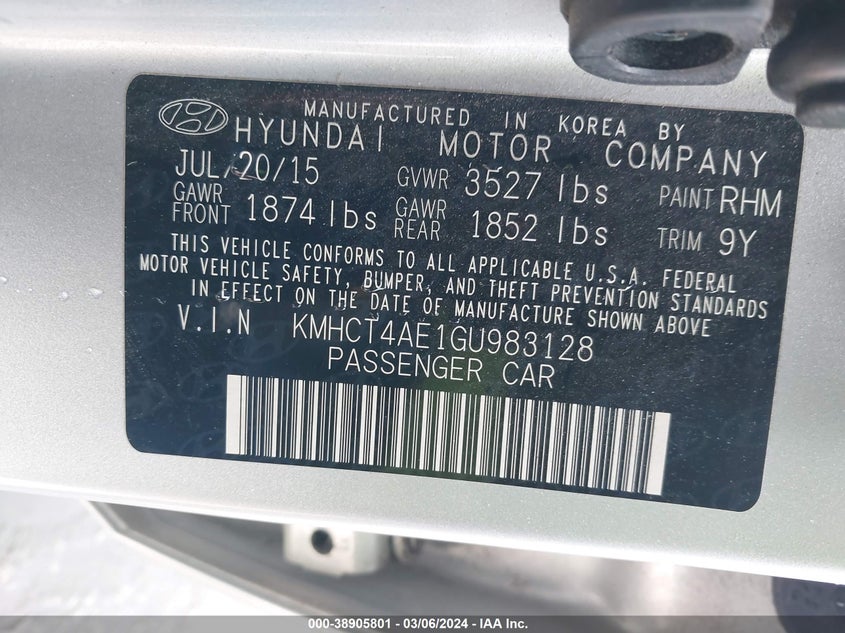 MANUFACTURED IN KOREA BY
HYUNDAI MOTOR COMPANY
JUL/20/15 GVWR 3527 lbs PAINT RHM
GAWR FRONT 1874 lbs GAWR REAR 1852 lbs TRIM 9Y
THIS VEHICLE CONFORMS TO ALL APPLICABLE U.S.A. FEDERAL
MOTOR VEHICLE SAFETY, BUMPER, AND THEFT PREVENTION STANDARDS
IN EFFECT ON THE DATE OF MANUFACTURE SHOWN ABOVE
V.I.N KMHCT4AE1GU983128
PASSENGER CAR
000-38905801 - 03/06/2024 - IAA Inc.